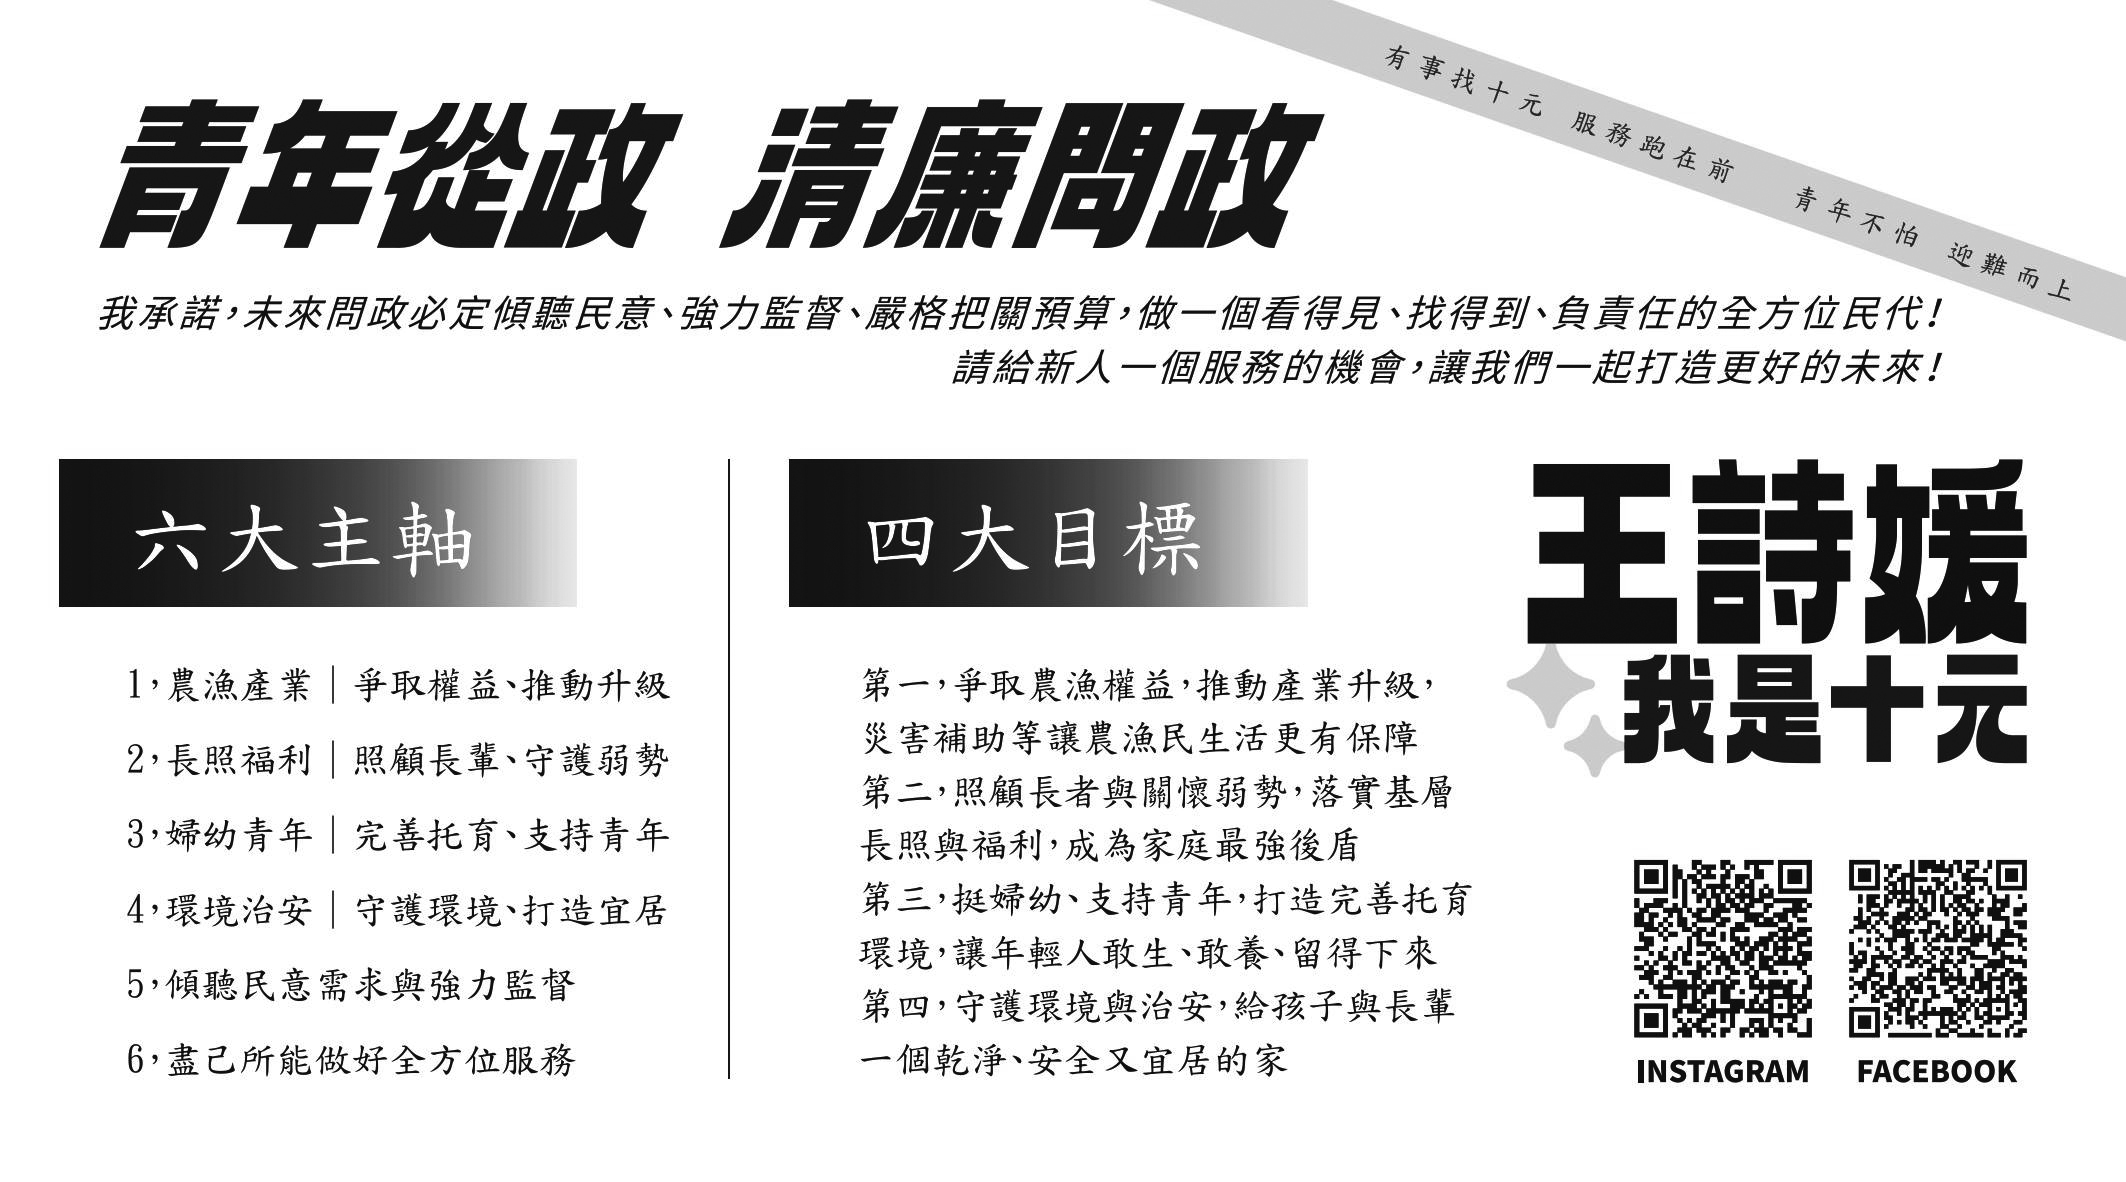 有事找十元 服務跑在前 青年不怕 迎難而上
青年從政 清廉問政
我承諾，未來問政必定傾聽民意、強力監督、嚴格把關預算，做一個看得見、找得到、負責任的全方位民代！
請給新人一個服務的機會，讓我們一起打造更好的未來！
六大主軸
1，農漁產業｜爭取權益、推動升級
2，長照福利｜照顧長輩、守護弱勢
3，婦幼青年｜完善托育、支持青年
4，環境治安｜守護環境、打造宜居
5，傾聽民意需求與強力監督
6，盡己所能做好全方位服務
四大目標
第一，爭取農漁權益，推動產業升級，
災害補助等讓農漁民生活更有保障
第二，照顧長者與關懷弱勢，落實基層
長照與福利，成為家庭最強後盾
第三，挺婦幼、支持青年，打造完善托育
環境，讓年輕人敢生、敢養、留得下來
第四，守護環境與治安，給孩子與長輩
一個乾淨、安全又宜居的家
王詩媛
我是十元
INSTAGRAM
FACEBOOK